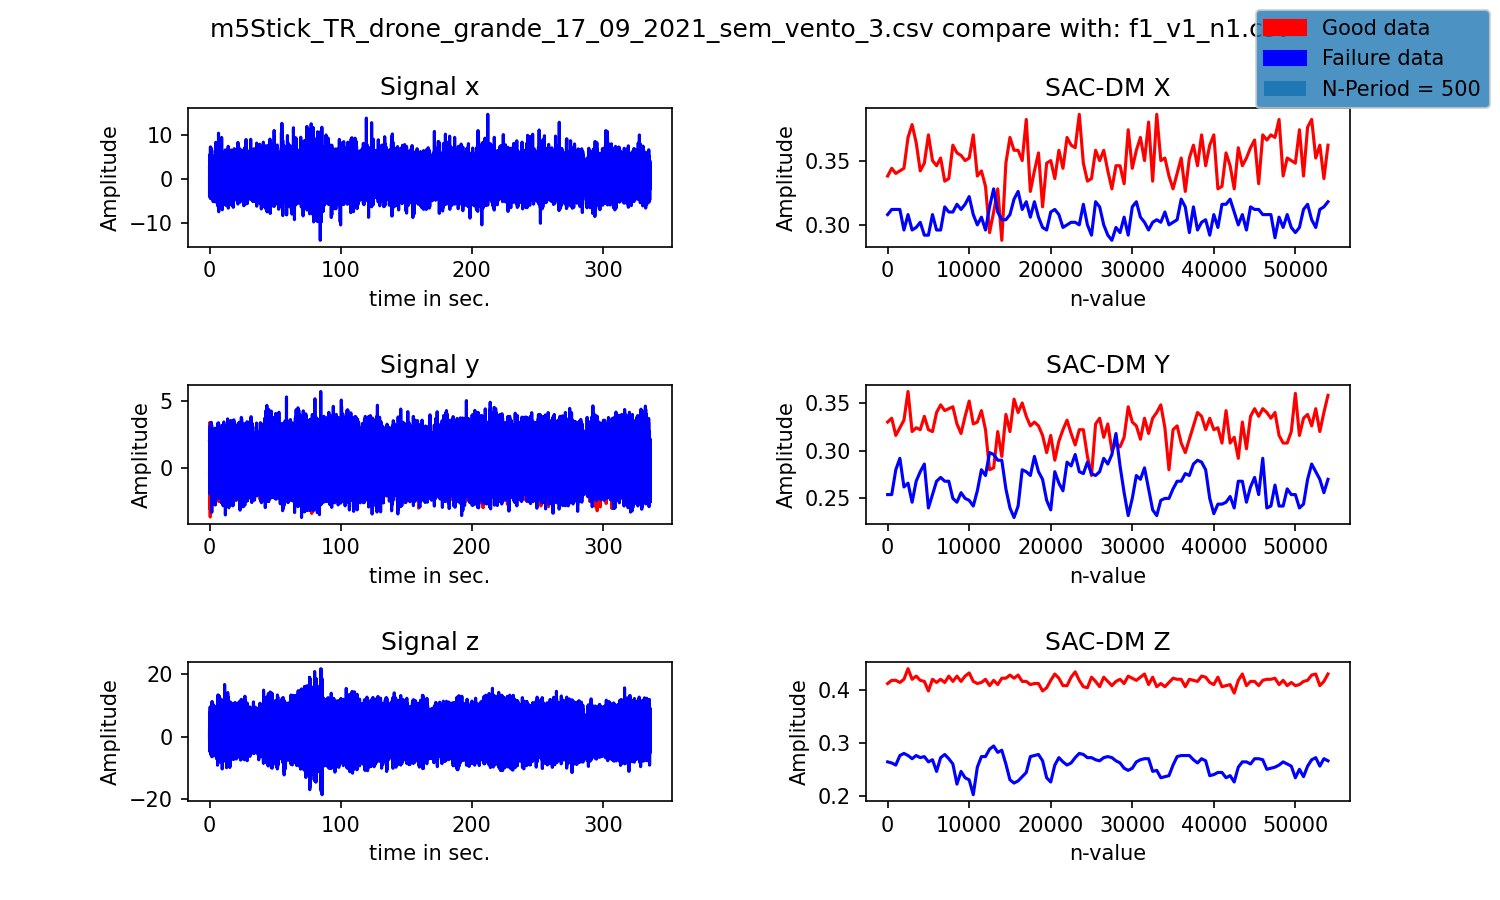 m5Stick_TR_drone_grande_17_09_2021_sem_vento_3.csv compare with: f1_v1_n1.csv
Good data
Failure data
N-Period = 500
Signal x
Amplitude
10
0
−10
0 100 200 300
time in sec.
SAC-DM X
Amplitude
0.35
0.30
0 10000 20000 30000 40000 50000
n-value
Signal y
Amplitude
5
0
0 100 200 300
time in sec.
SAC-DM Y
Amplitude
0.35
0.30
0.25
0 10000 20000 30000 40000 50000
n-value
Signal z
Amplitude
20
0
−20
0 100 200 300
time in sec.
SAC-DM Z
Amplitude
0.4
0.3
0.2
0 10000 20000 30000 40000 50000
n-value